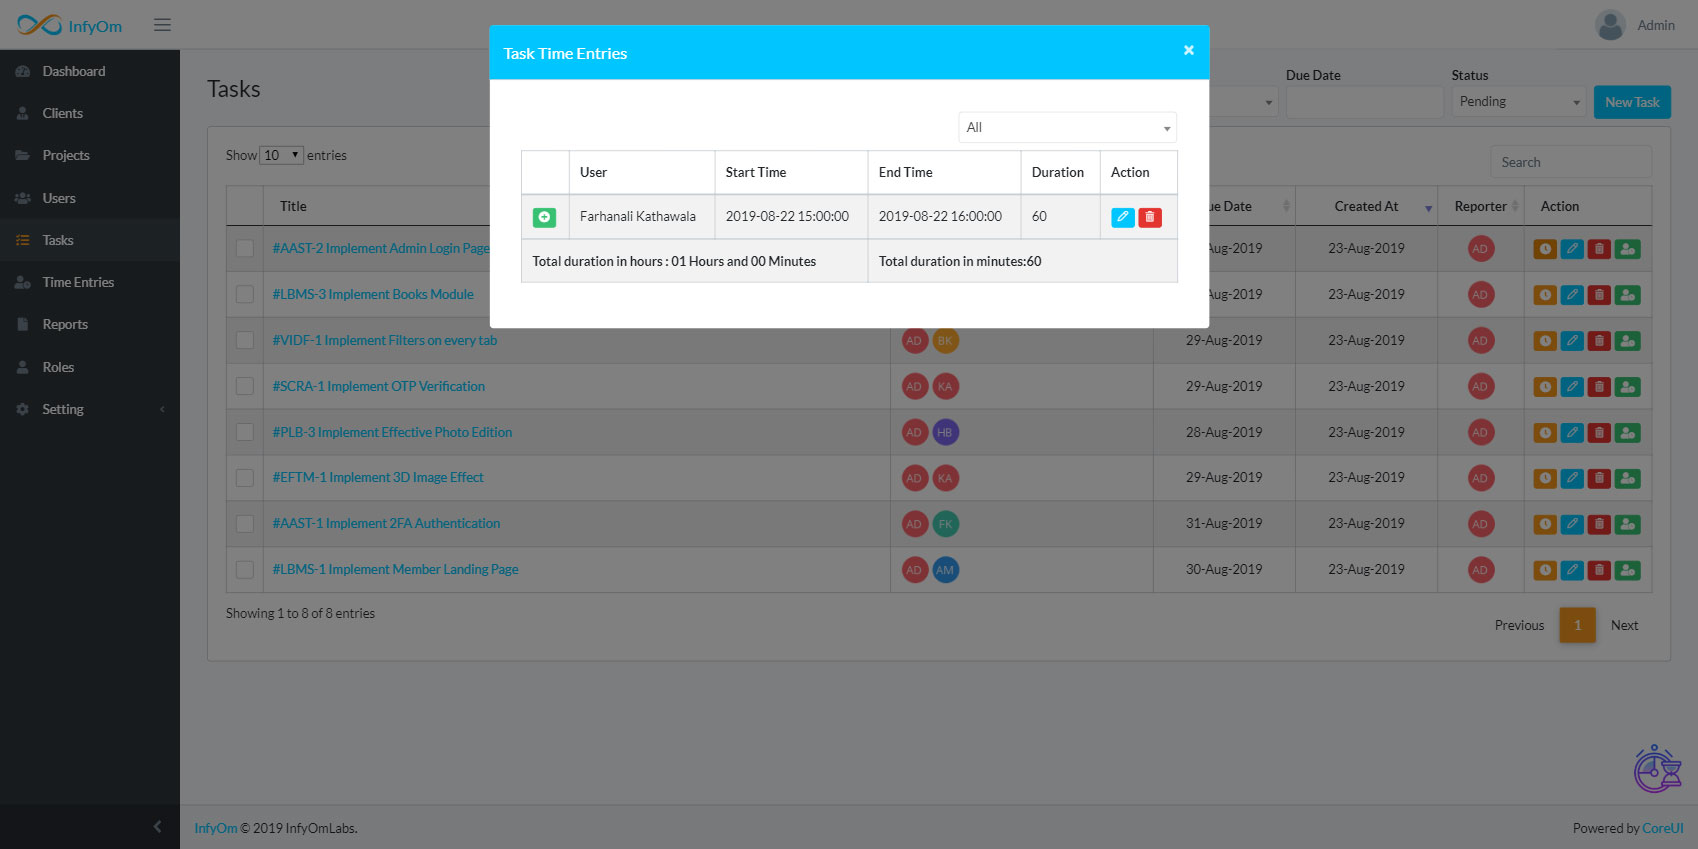 InfyOm
Admin
Dashboard
Clients
Projects
Users
Tasks
Time Entries
Reports
Roles
Setting
Task Time Entries
×
All
User Start Time End Time Duration Action
Farhanali Kathawala 2019-08-22 15:00:00 2019-08-22 16:00:00 60
Total duration in hours : 01 Hours and 00 Minutes Total duration in minutes:60
Tasks
Due Date Status
Pending New Task
Show 10 entries
Search
Title Date Created At Reporter Action
#AAST-2 Implement Admin Login Page -Aug-2019 23-Aug-2019 AD
#LBMS-3 Implement Books Module Aug-2019 23-Aug-2019 AD
#VIDF-1 Implement Filters on every tab AD BK 29-Aug-2019 23-Aug-2019 AD
#SCRA-1 Implement OTP Verification AD KA 29-Aug-2019 23-Aug-2019 AD
#PLB-3 Implement Effective Photo Edition AD HB 28-Aug-2019 23-Aug-2019 AD
#EFTM-1 Implement 3D Image Effect AD KA 29-Aug-2019 23-Aug-2019 AD
#AAST-1 Implement 2FA Authentication AD FK 31-Aug-2019 23-Aug-2019 AD
#LBMS-1 Implement Member Landing Page AD AM 30-Aug-2019 23-Aug-2019 AD
Showing 1 to 8 of 8 entries
Previous 1 Next
InfyOm © 2019 InfyOmLabs.
Powered by CoreUI